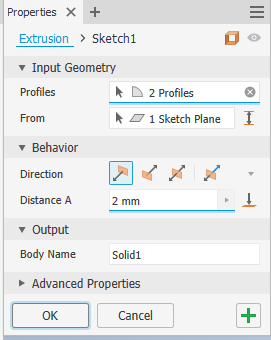 Properties × +
Extrusion > Sketch1
Input Geometry
Profiles 2 Profiles
From 1 Sketch Plane
Behavior
Direction
Distance A 2 mm
Output
Body Name Solid1
Advanced Properties
OK Cancel